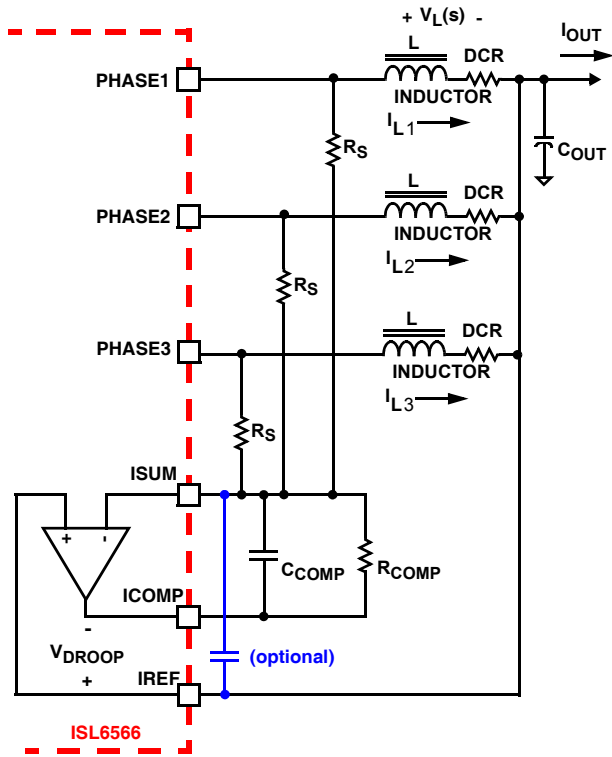 + VL(s) -
IOUT
L
DCR
PHASE1
INDUCTOR
IL1
RS
COUT
L
DCR
PHASE2
INDUCTOR
IL2
RS
L
DCR
PHASE3
INDUCTOR
IL3
RS
ISUM
+ -
CCOMP
RCOMP
ICOMP
-
VDROOP
(optional)
+
IREF
ISL6566